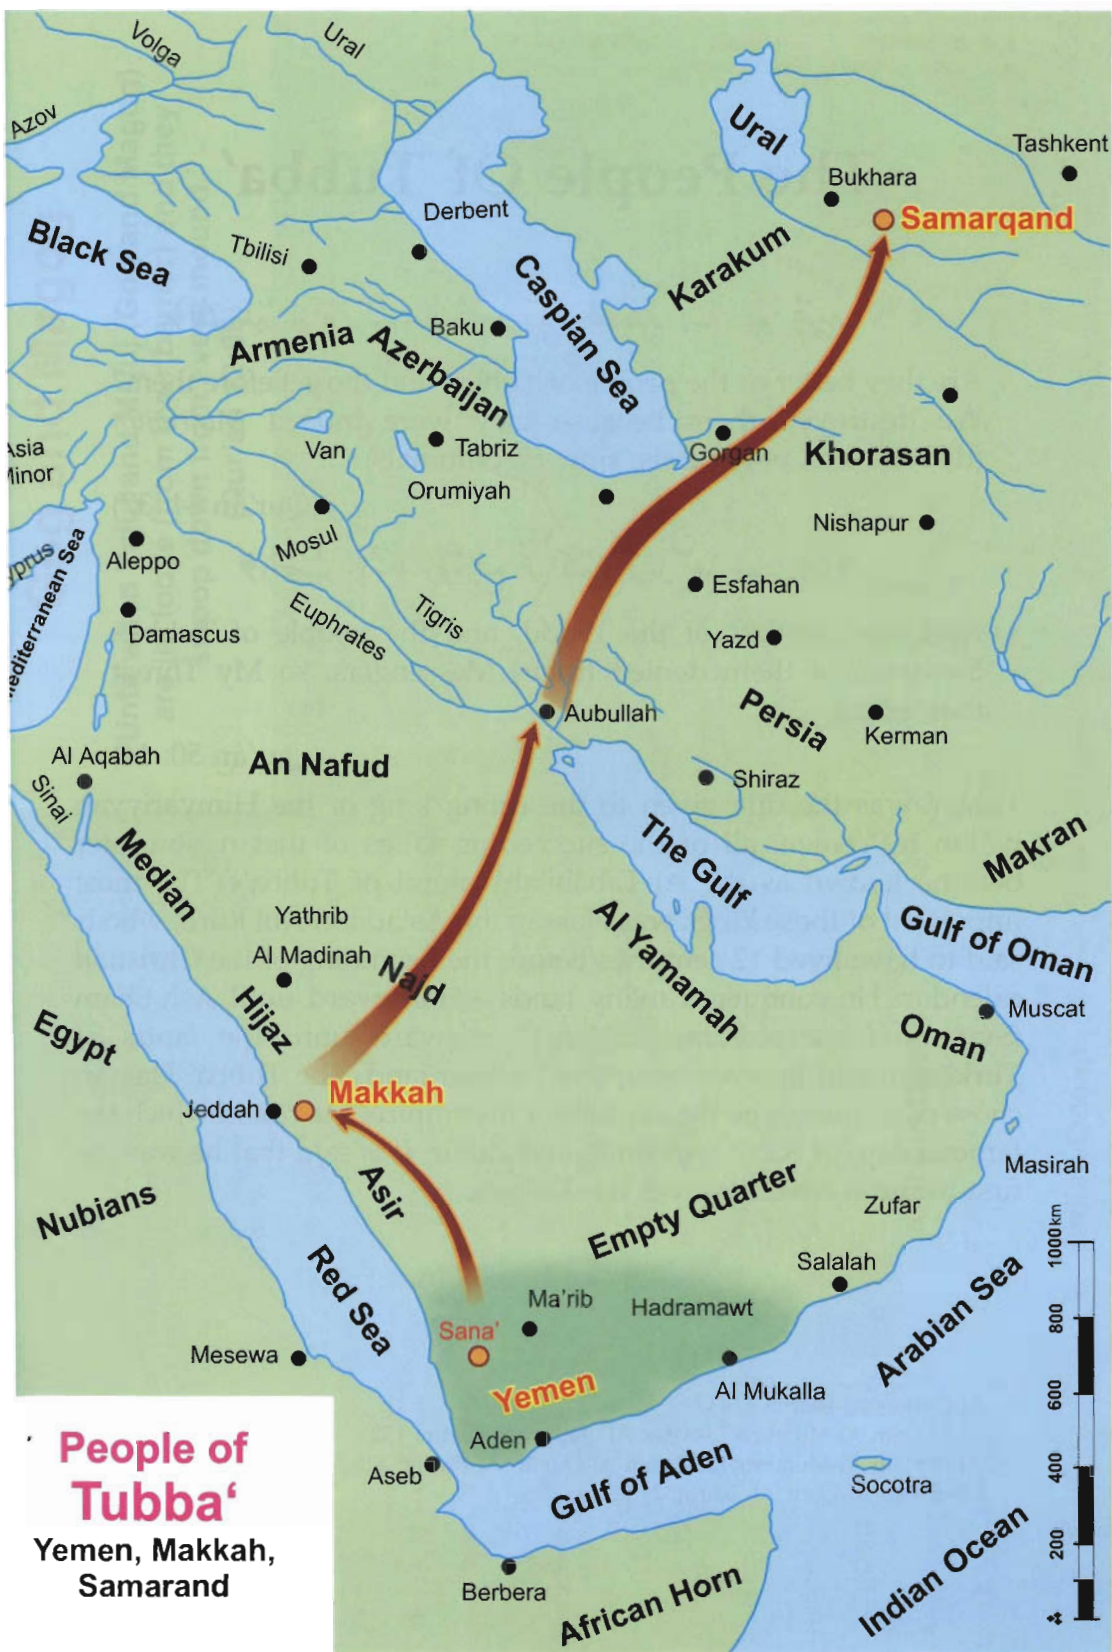 Volga
Ural
Azov
Ural
Tashkent
Bukhara
Samarqand
Derbent
Black Sea
Tbilisi
Caspian Sea
Karakum
Baku
Armenia
Azerbaijan
Asia
Minor
Van
Tabriz
Gorgan
Khorasan
Orumiyah
Nishapur
Mosul
yprus
Mediterranean Sea
Aleppo
Esfahan
Damascus
Euphrates
Tigris
Yazd
Aubullah
Persia
Kerman
Al Aqabah
An Nafud
Shiraz
Sinai
Median
The Gulf
Makran
Yathrib
Al Madinah
Najd
Al Yamamah
Gulf of Oman
Hijaz
Egypt
Muscat
Oman
Makkah
Jeddah
Asir
Masirah
Nubians
Empty Quarter
Zufar
Red Sea
Salalah
Ma'rib
Hadramawt
Sana'
Arabian Sea
Mesewa
Yemen
Al Mukalla
Aden
Aseb
Gulf of Aden
Socotra
Berbera
African Horn
Indian Ocean
1000 km
800
600
400
200
People of
Tubba‘
Yemen, Makkah,
Samarand